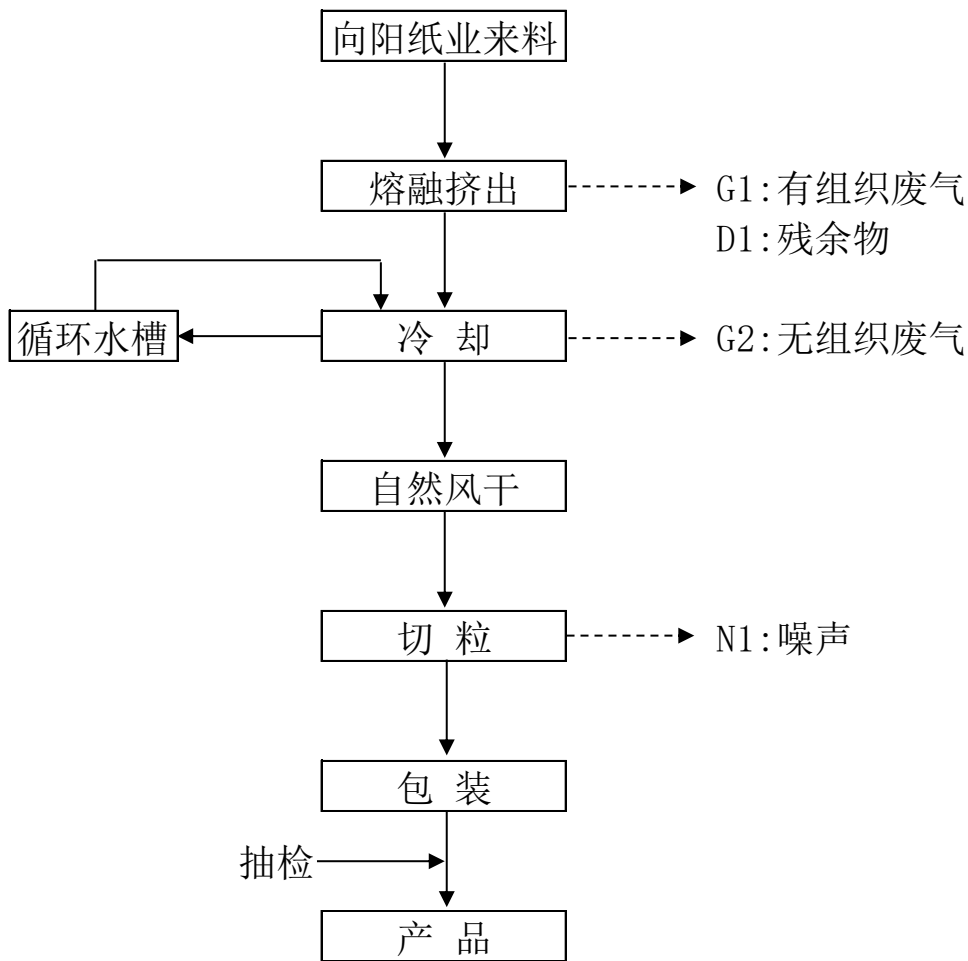 向阳纸业来料
熔融挤出
G1:有组织废气
D1:残余物
循环水槽
冷 却
G2:无组织废气
自然风干
切 粒
N1:噪声
包 装
抽检
产 品